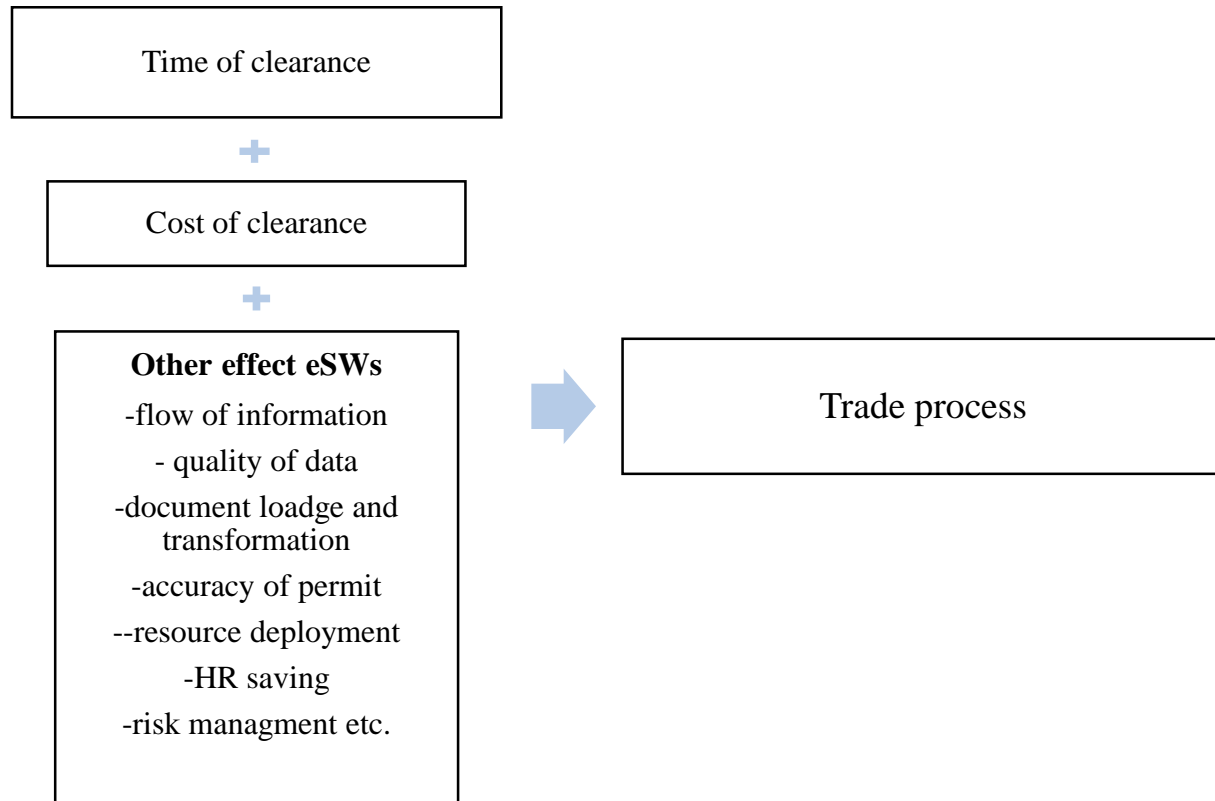 Time of clearance
Cost of clearance
Other effect eSWs
-flow of information
- quality of data
-document loadge and
transformation
-accuracy of permit
--resource deployment
-HR saving
-risk managment etc.
Trade process